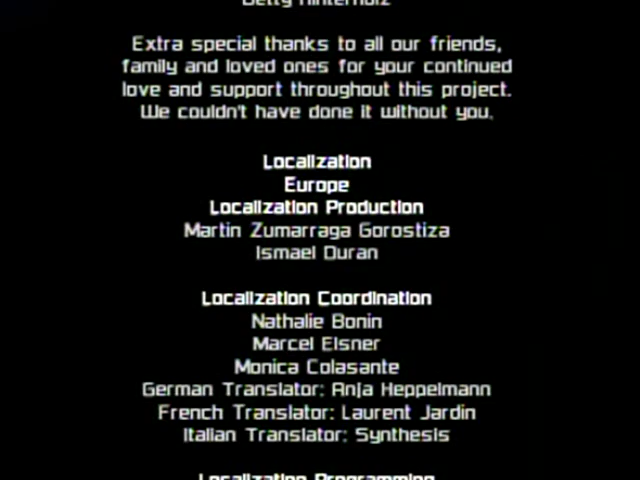 Betty Hinterholz
Extra special thanks to all our friends,
family and loved ones for your continued
love and support throughout this project.
We couldn't have done it without you.
Localization
Europe
Localization Production
Martin Zumarraga Gorostiza
Ismael Duran
Localization Coordination
Nathalie Bonin
Marcel Elsner
Monica Colasante
German Translator: Anja Heppelmann
French Translator: Laurent Jardin
Italian Translator: Synthesis
Localization Programming